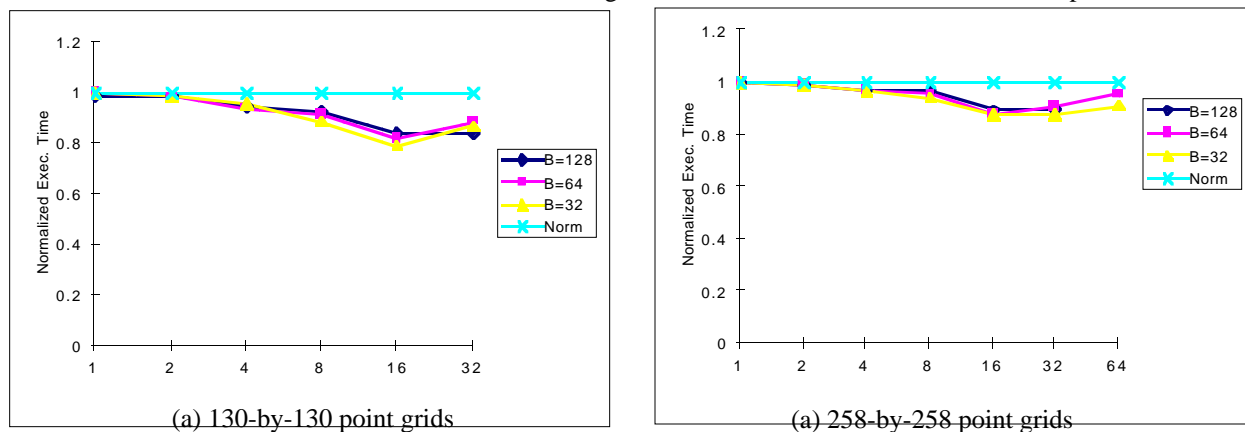 1.2
1
0.8
0.6
0.4
0.2
0
Normalized Exec. Time
1 2 4 8 16 32
B=128
B=64
B=32
Norm
(a) 130-by-130 point grids
1.2
1
0.8
0.6
0.4
0.2
0
Normalized Exec. Time
1 2 4 8 16 32 64
B=128
B=64
B=32
Norm
(a) 258-by-258 point grids